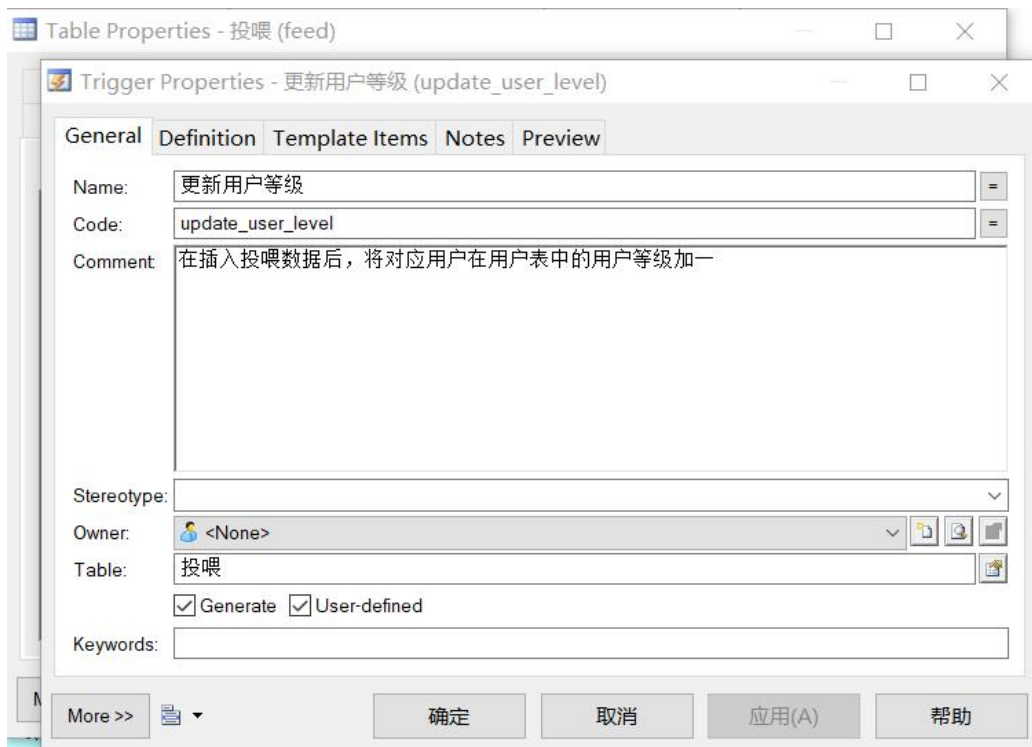 Table Properties - 投喂 (feed)
Trigger Properties - 更新用户等级 (update_user_level)
General Definition Template Items Notes Preview
Name: 更新用户等级 =
Code: update_user_level =
Comment: 在插入投喂数据后，将对应用户在用户表中的用户等级加一
Stereotype:
Owner: <None>
Table: 投喂
Generate User-defined
Keywords:
More >> 确定 取消 应用(A) 帮助